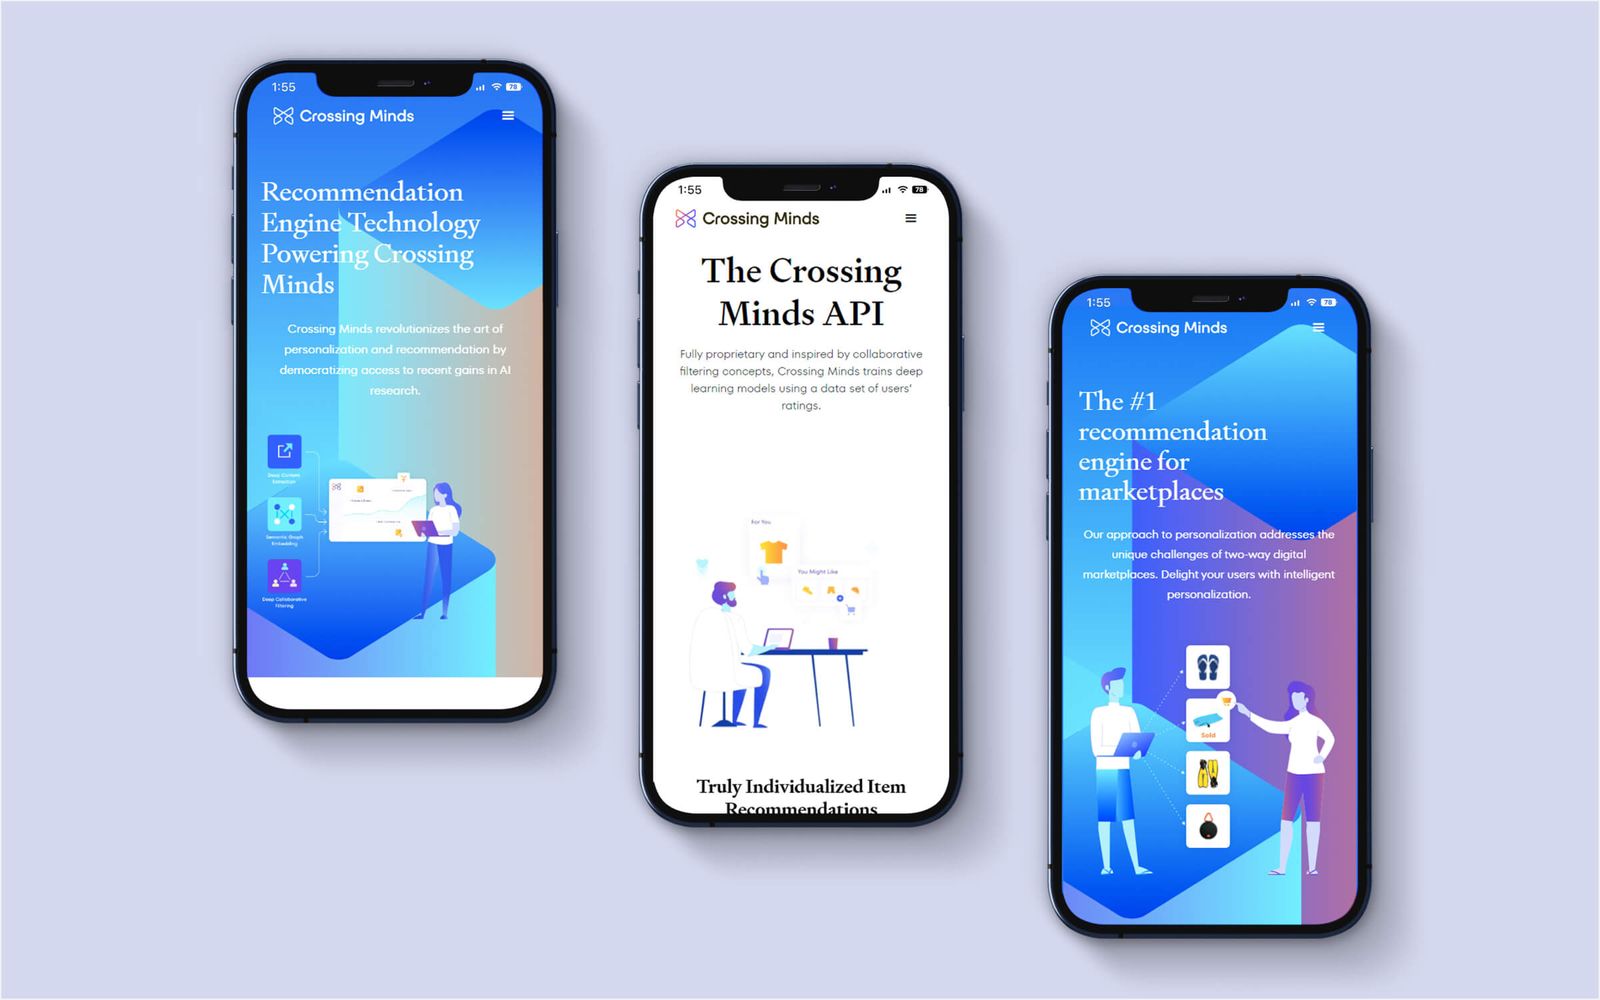 1:55
78
Crossing Minds
Recommendation
Engine Technology
Powering Crossing
Minds
Crossing Minds revolutionizes the art of
personalization and recommendation by
democratizing access to recent gains in AI
research.
Deep Content
Extraction
Semantic Graph
Embedding
Deep Collaborative
Filtering
1:55
78
Crossing Minds
The Crossing
Minds API
Fully proprietary and inspired by collaborative
filtering concepts, Crossing Minds trains deep
learning models using a data set of users'
ratings.
For You
You Might Like
Truly Individualized Item
Recommendations
1:55
78
Crossing Minds
The #1
recommendation
engine for
marketplaces
Our approach to personalization addresses the
unique challenges of two-way digital
marketplaces. Delight your users with intelligent
personalization.
Sold